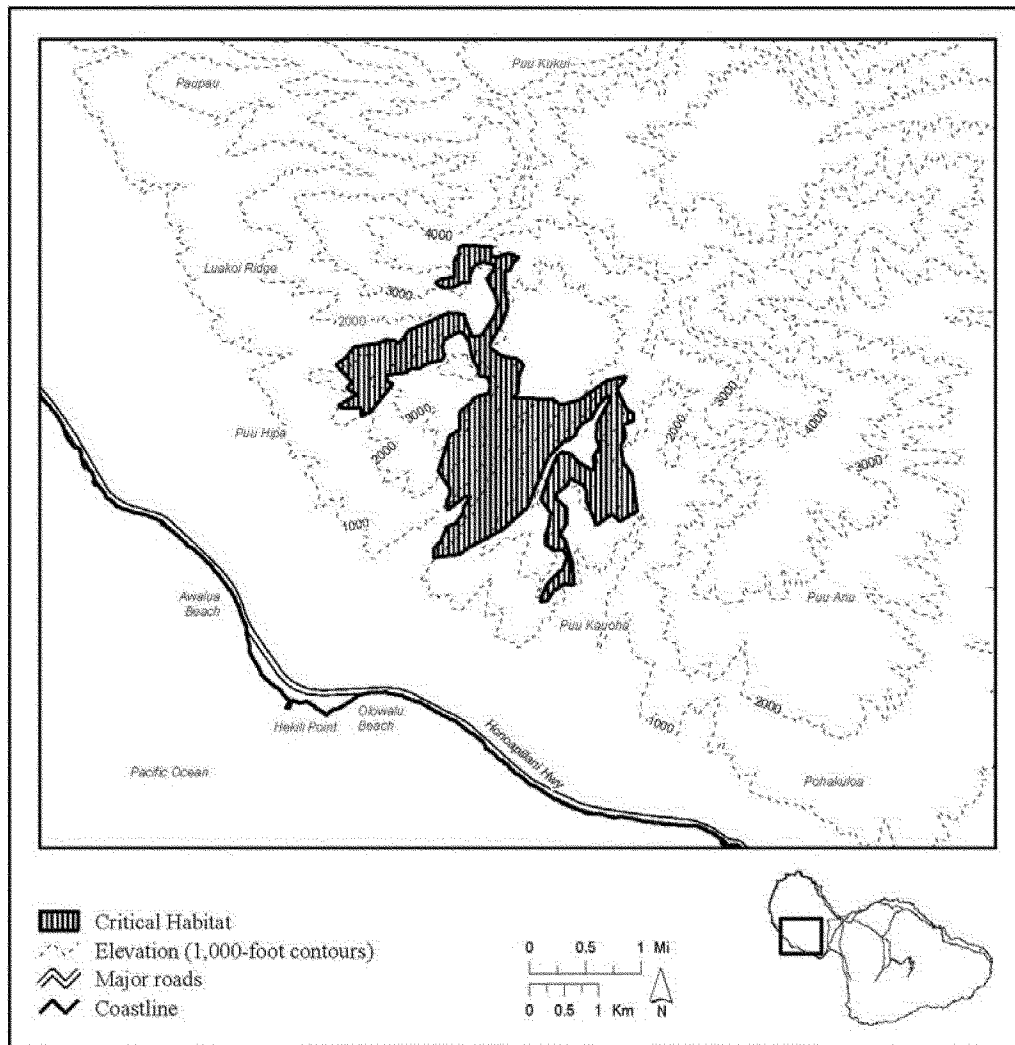 Puu Kukui
Paupau
4000
Luakoi Ridge
3000
2000
3000
2000
3000
4000
3000
Puu Hipa
2000
1000
Awalua
Beach
Puu Anu
Puu Kauoha
2000
1000
Hekili Point
Olowalu
Beach
Honoapiilani Hwy
Pacific Ocean
Pohakuloa
Critical Habitat
Elevation (1,000-foot contours)
Major roads
Coastline
0 0.5 1 Mi
0 0.5 1 Km
N